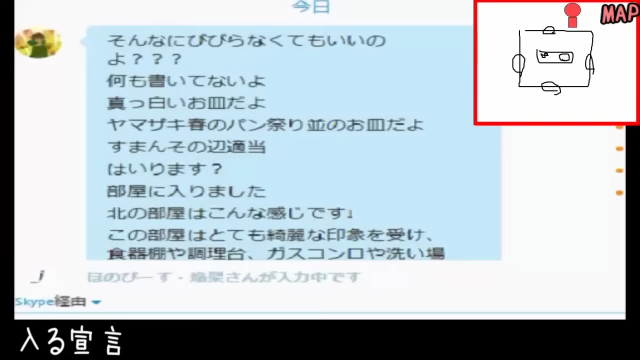 今日
MAP
そんなにびびらなくてもいいの
よ？？？
何も書いてないよ
真っ白いお皿だよ
ヤマザキ春のパン祭り並のお皿だよ
すまんその辺適当
はいります？
部屋に入りました
北の部屋はこんな感じです↓
この部屋はとても綺麗な印象を受け、
食器棚や調理台、ガスコンロや洗い場
さんが入力中です
Skype経由
入る宣言